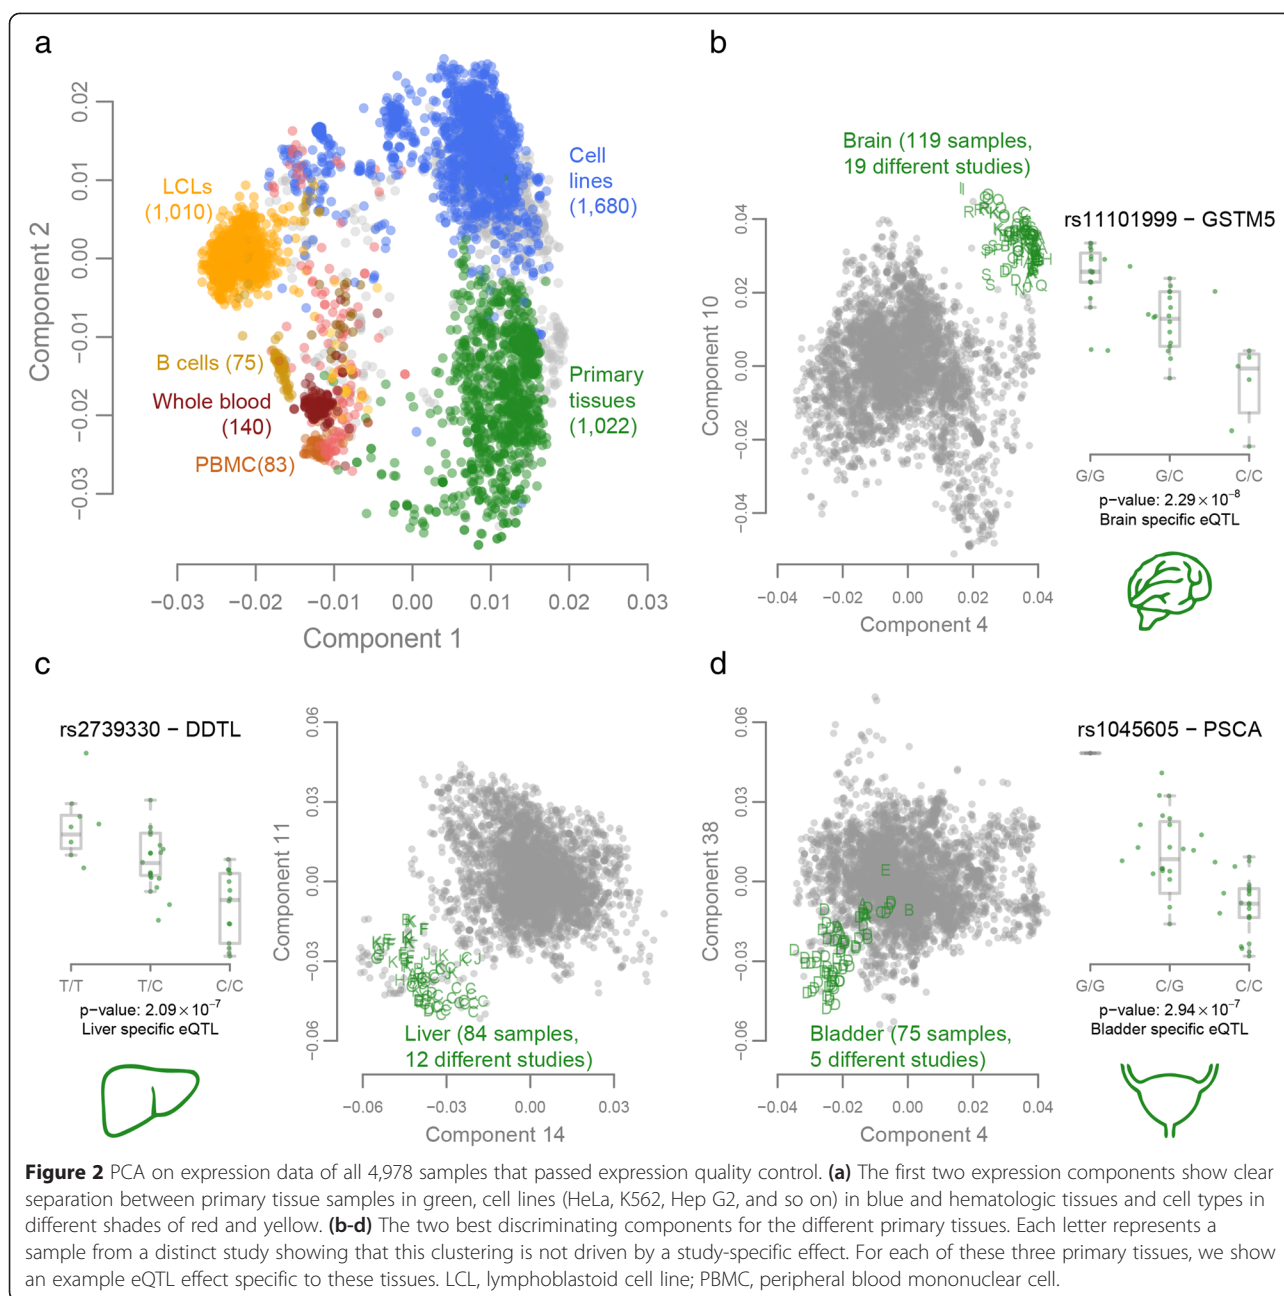 a
Component 2
0.02
0.01
0.00
−0.01
−0.02
−0.03
LCLs
(1,010)
Cell
lines
(1,680)
B cells (75)
Whole blood
(140)
PBMC(83)
Primary
tissues
(1,022)
−0.03 −0.02 −0.01 0.00 0.01 0.02 0.03
Component 1
b
Brain (119 samples,
19 different studies)
Component 10
0.04
0.02
0.00
−0.02
−0.04
−0.04 −0.02 0.00 0.02 0.04
Component 4
rs11101999 − GSTM5
G/G G/C C/C
p−value: 2.29 × 10⁻⁸
Brain specific eQTL
c
rs2739330 − DDTL
T/T T/C C/C
p−value: 2.09 × 10⁻⁷
Liver specific eQTL
Component 11
0.06
0.03
0.00
−0.03
−0.06
Liver (84 samples,
12 different studies)
−0.06 −0.03 0.00 0.03
Component 14
d
Component 38
0.06
0.03
0.00
−0.03
−0.06
E
B
Bladder (75 samples,
5 different studies)
−0.04 −0.02 0.00 0.02 0.04
Component 4
rs1045605 − PSCA
G/G C/G C/C
p−value: 2.94 × 10⁻⁷
Bladder specific eQTL
Figure 2 PCA on expression data of all 4,978 samples that passed expression quality control. (a) The first two expression components show clear
separation between primary tissue samples in green, cell lines (HeLa, K562, Hep G2, and so on) in blue and hematologic tissues and cell types in
different shades of red and yellow. (b-d) The two best discriminating components for the different primary tissues. Each letter represents a
sample from a distinct study showing that this clustering is not driven by a study-specific effect. For each of these three primary tissues, we show
an example eQTL effect specific to these tissues. LCL, lymphoblastoid cell line; PBMC, peripheral blood mononuclear cell.